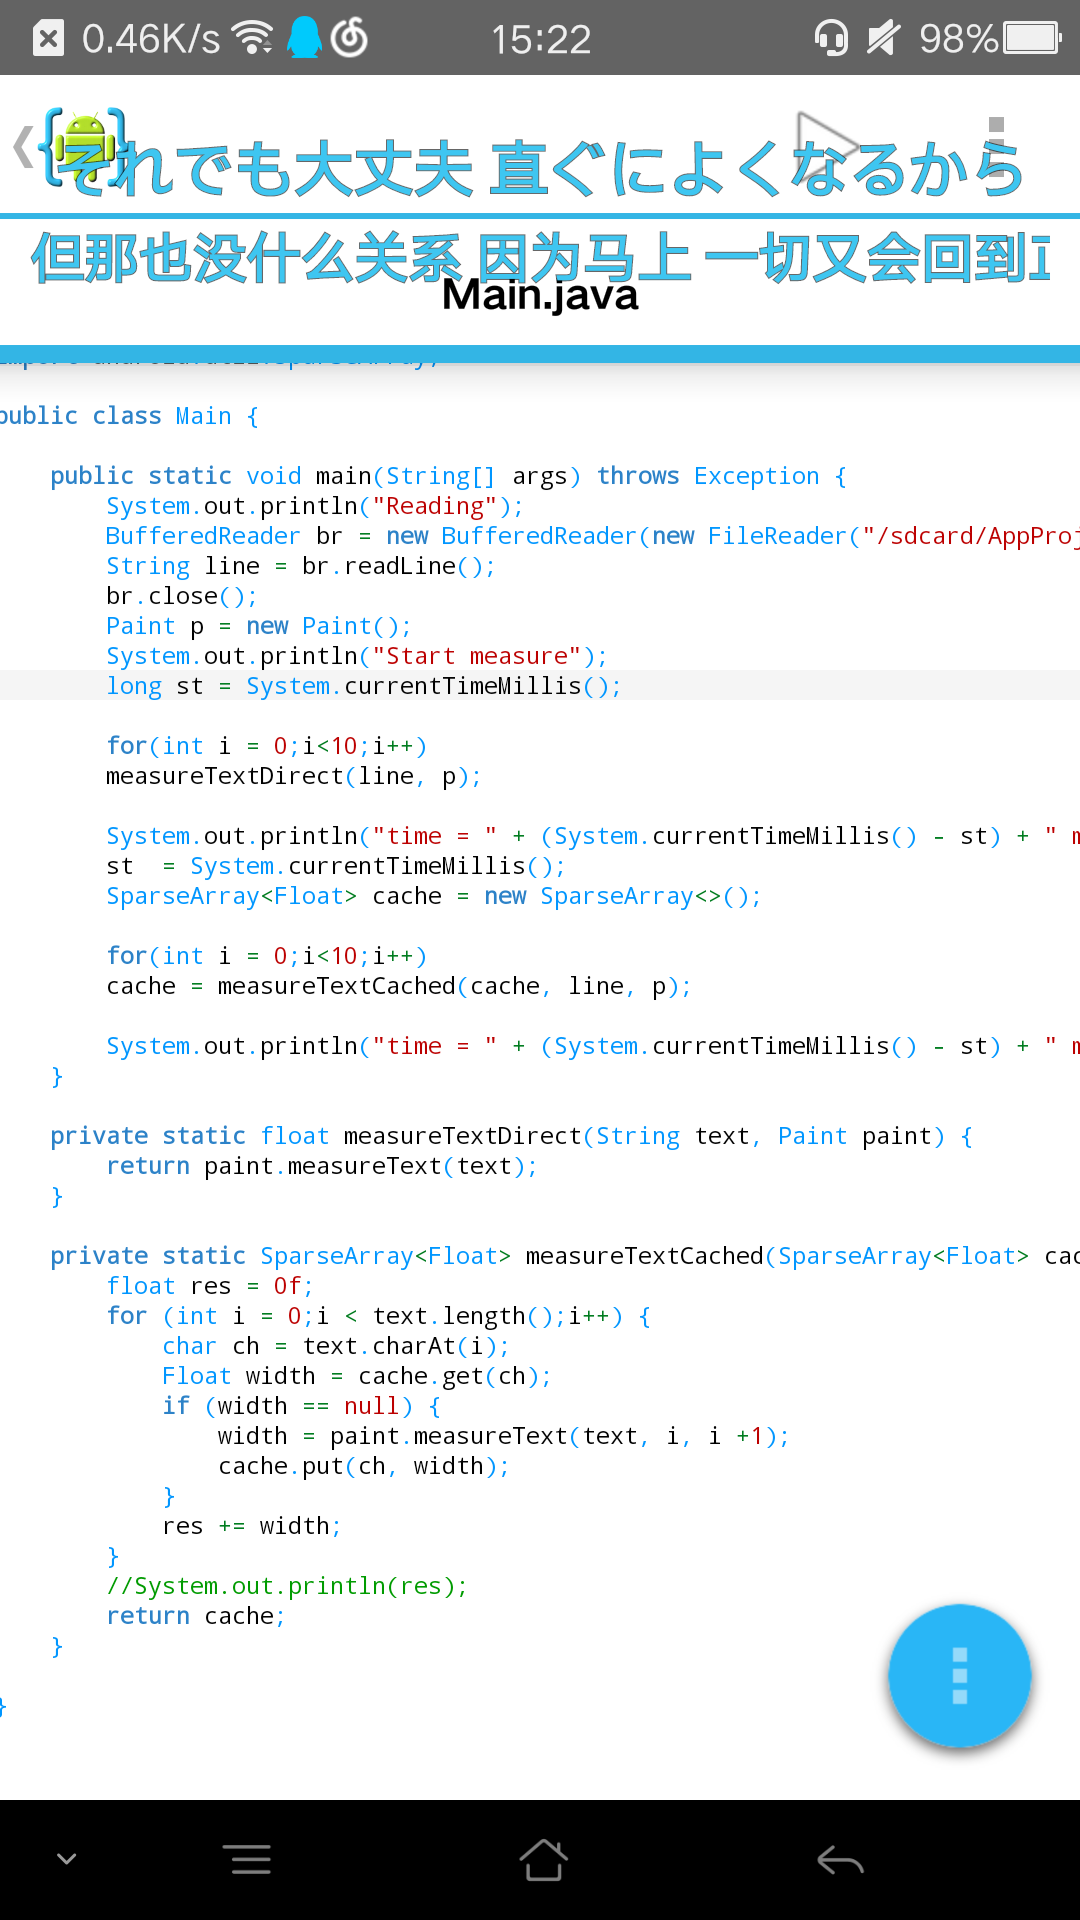 0.46K/s 15:22 98%
それでも大丈夫 直ぐによくなるから
但那也没什么关系 因为马上 一切又会回到
Main.java
public class Main {
public static void main(String[] args) throws Exception {
System.out.println("Reading");
BufferedReader br = new BufferedReader(new FileReader("/sdcard/AppProj
String line = br.readLine();
br.close();
Paint p = new Paint();
System.out.println("Start measure");
long st = System.currentTimeMillis();
for(int i = 0;i<10;i++)
measureTextDirect(line, p);
System.out.println("time = " + (System.currentTimeMillis() - st) + " m
st  = System.currentTimeMillis();
SparseArray<Float> cache = new SparseArray<>();
for(int i = 0;i<10;i++)
cache = measureTextCached(cache, line, p);
System.out.println("time = " + (System.currentTimeMillis() - st) + " m
}
private static float measureTextDirect(String text, Paint paint) {
return paint.measureText(text);
}
private static SparseArray<Float> measureTextCached(SparseArray<Float> cac
float res = 0f;
for (int i = 0;i < text.length();i++) {
char ch = text.charAt(i);
Float width = cache.get(ch);
if (width == null) {
width = paint.measureText(text, i, i +1);
cache.put(ch, width);
}
res += width;
}
//System.out.println(res);
return cache;
}
}